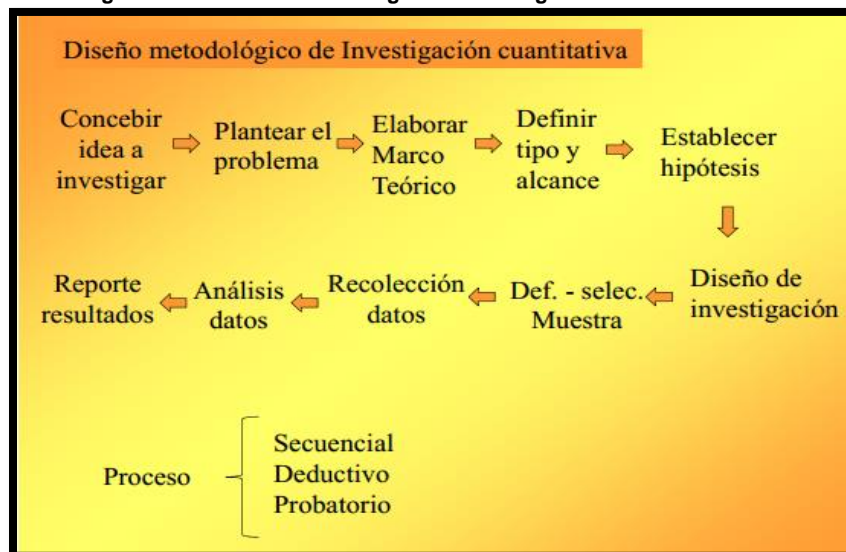 Diseño metodológico de Investigación cuantitativa
Concebir
idea a
investigar
Plantear el
problema
Elaborar
Marco
Teórico
Definir
tipo y
alcance
Establecer
hipótesis
Diseño de
investigación
Def. - selec.
Muestra
Recolección
datos
Análisis
datos
Reporte
resultados
Proceso
Secuencial
Deductivo
Probatorio